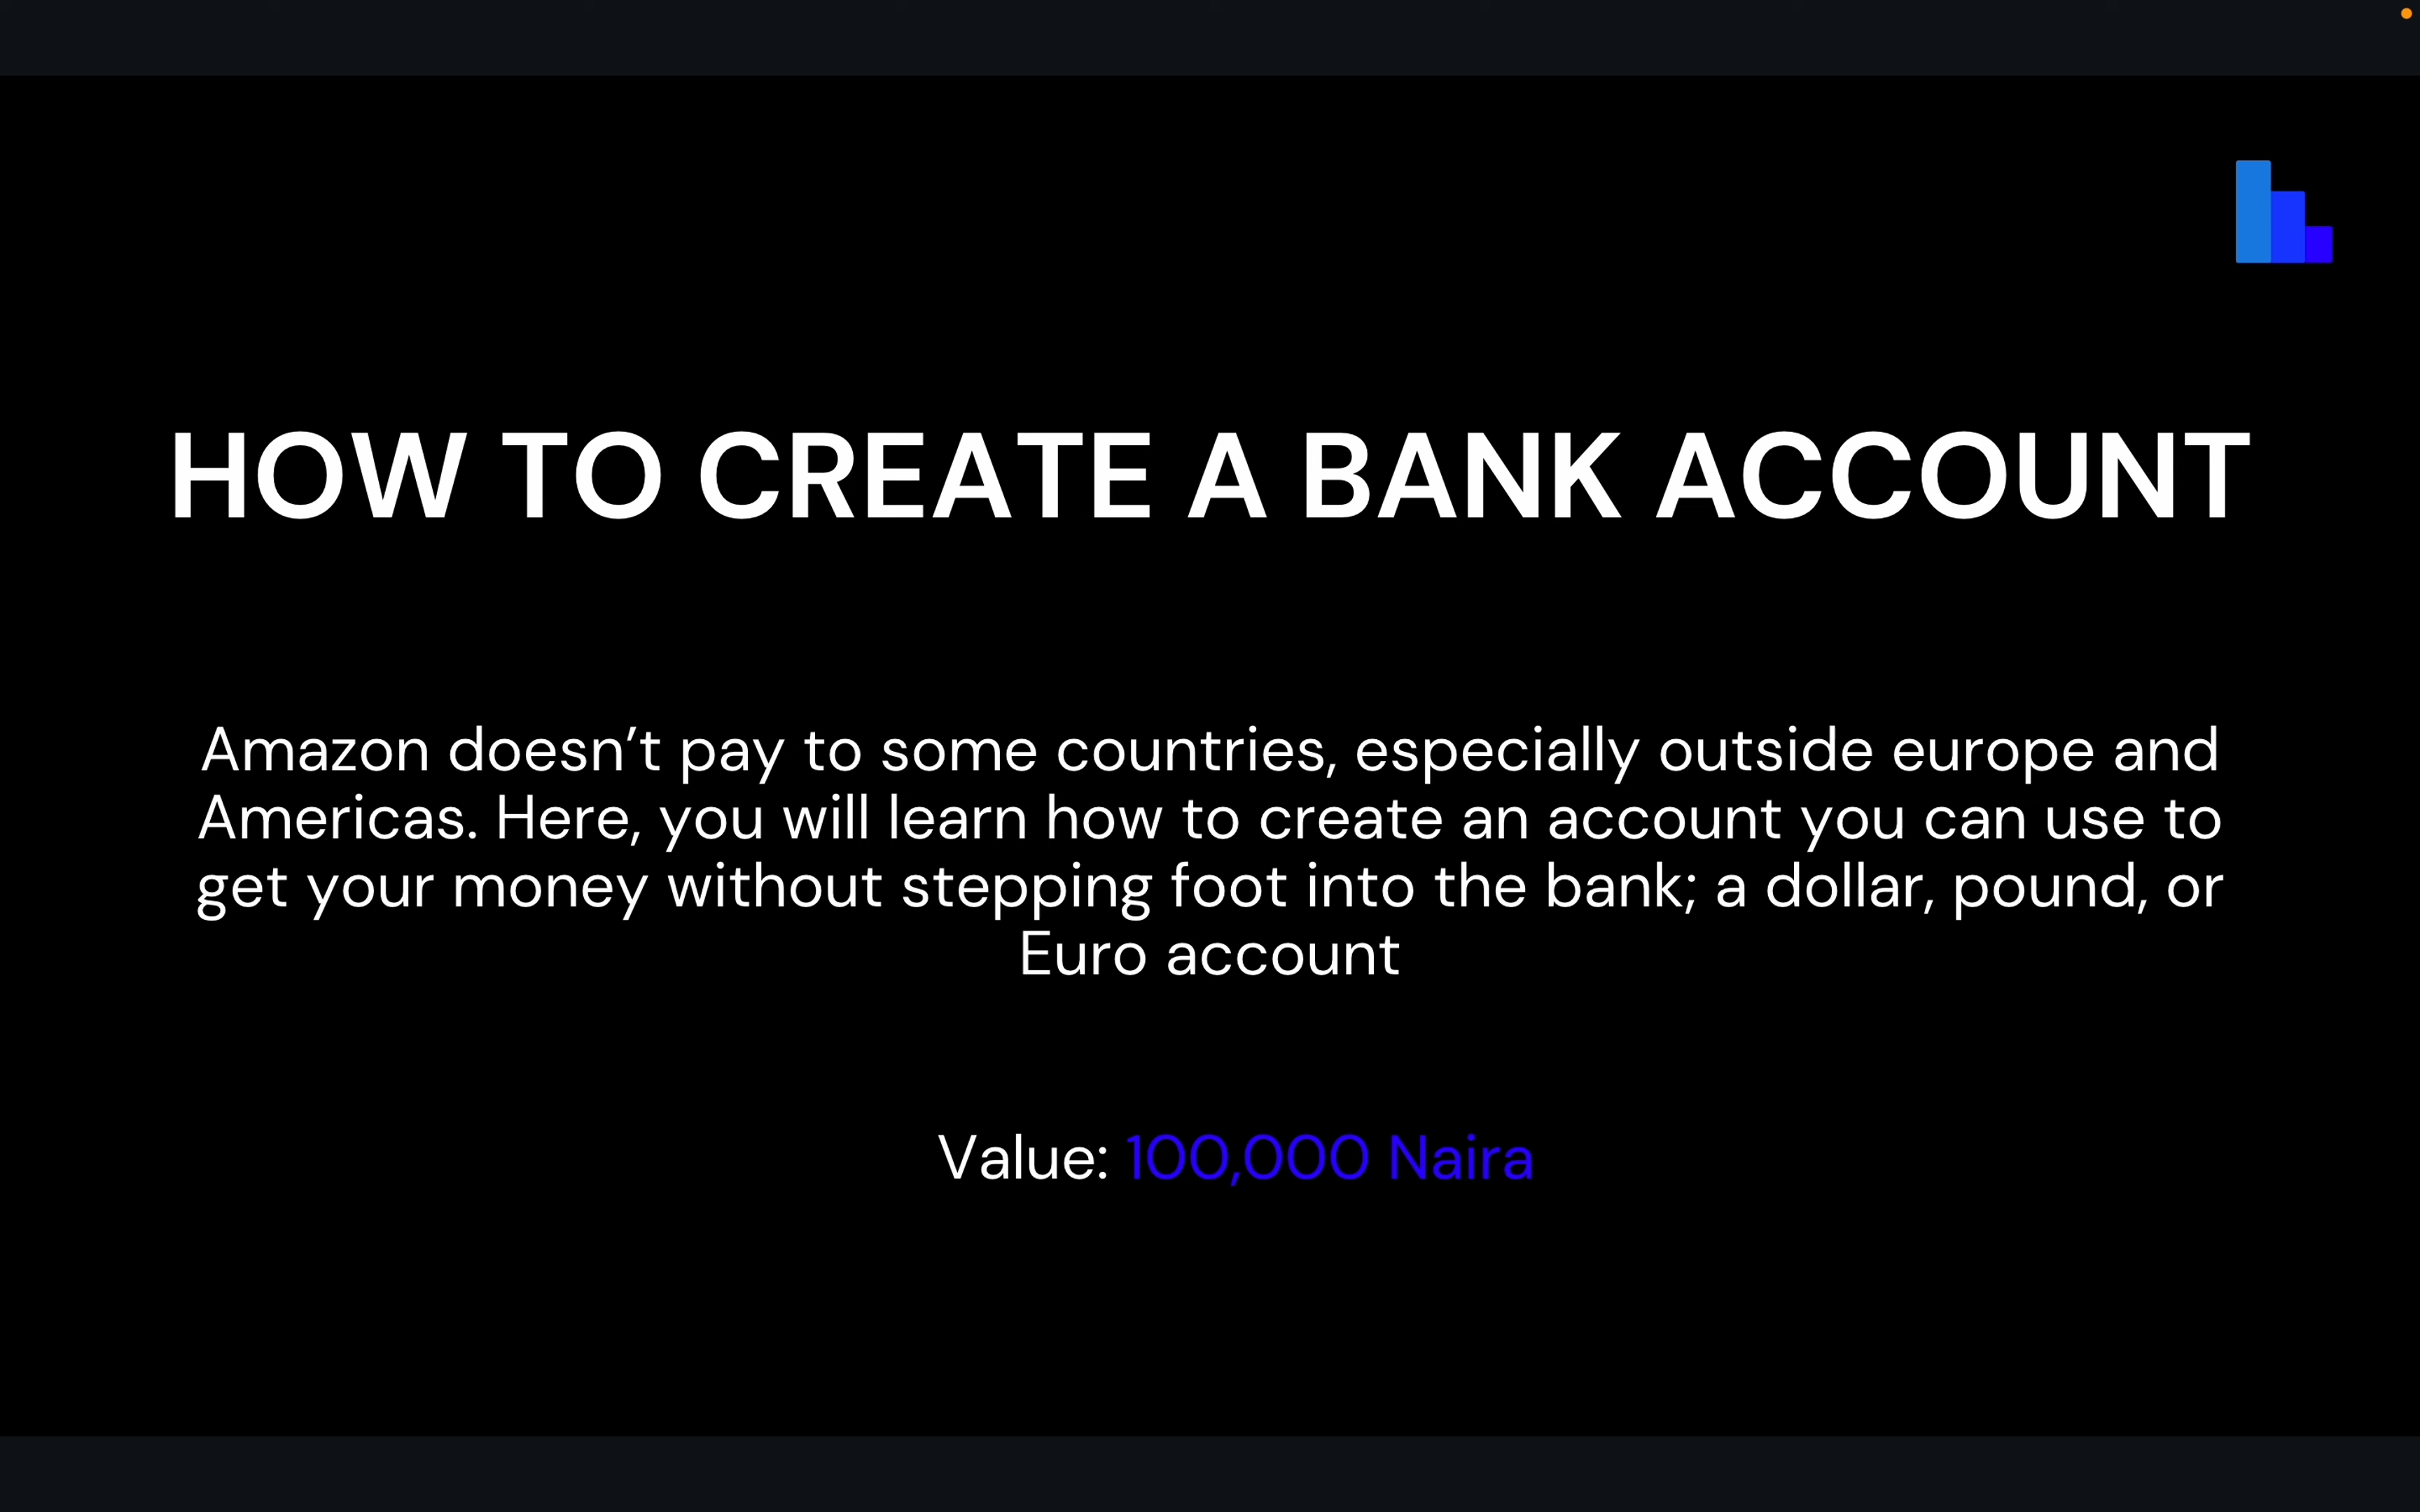 HOW TO CREATE A BANK ACCOUNT
Amazon doesn’t pay to some countries, especially outside europe and
Americas. Here, you will learn how to create an account you can use to
get your money without stepping foot into the bank; a dollar, pound, or
Euro account
Value: 100,000 Naira